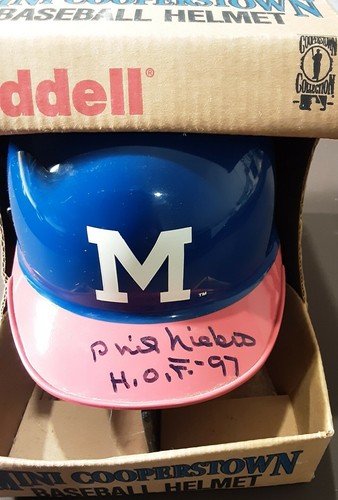 MINI COOPERSTOWN
BASEBALL HELMET
ddell®
COOPERSTOWN
COLLECTION
M
TM
Phil Niekro
H.O.F.-97
MINI COOPERSTOWN
BASEBALL HELMET